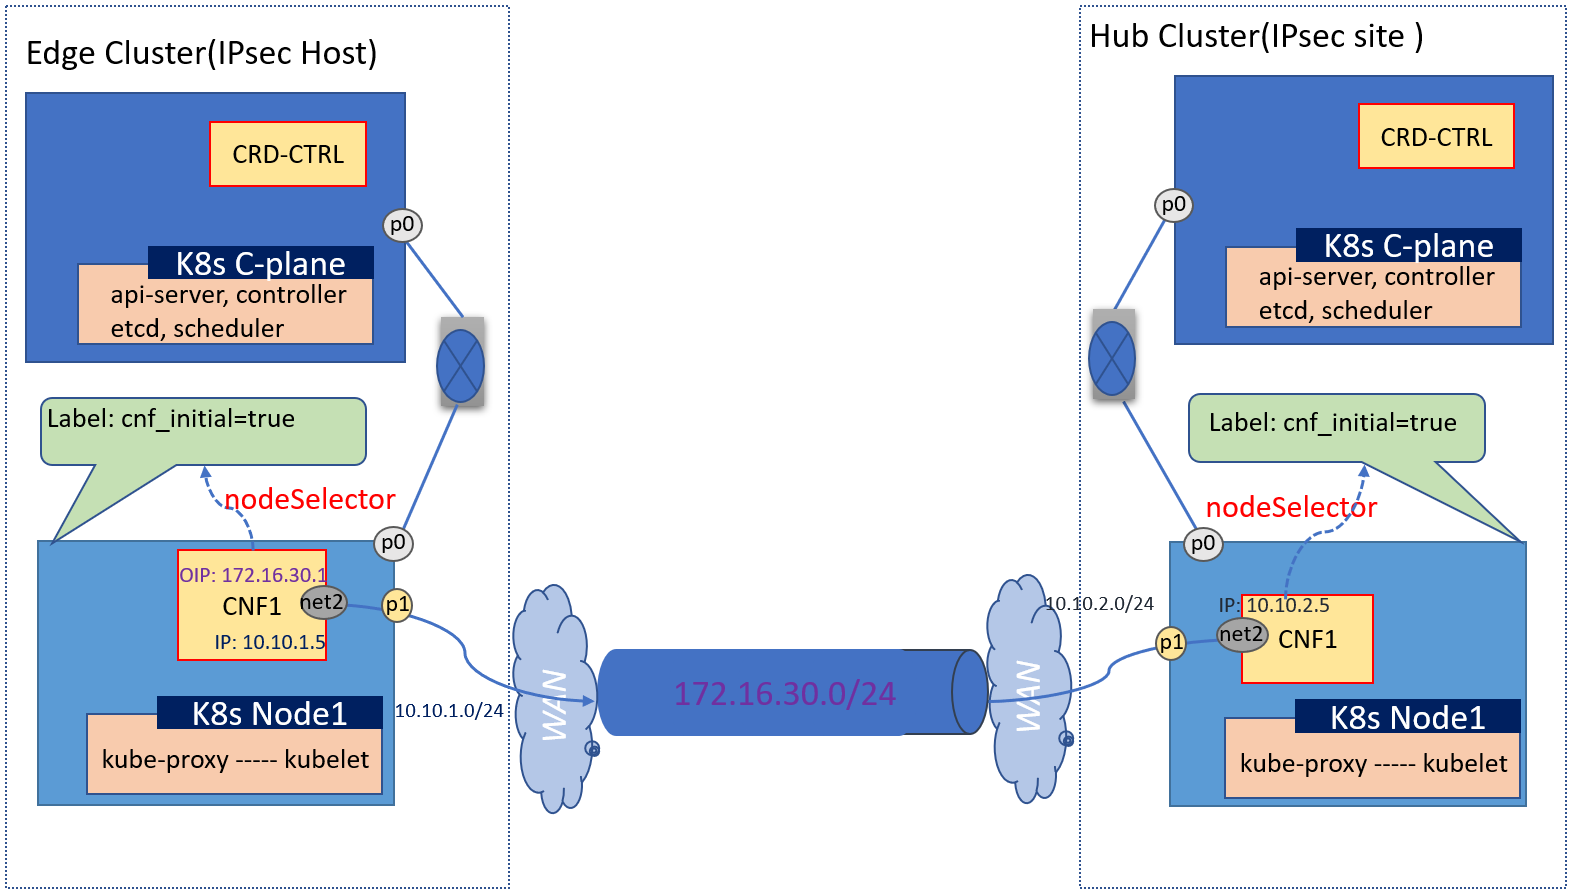 Edge Cluster(IPsec Host)
CRD-CTRL
p0
K8s C-plane
api-server, controller
etcd, scheduler
Label: cnf_initial=true
nodeSelector
p0
OIP: 172.16.30.1
CNF1
net2
p1
IP: 10.10.1.5
K8s Node1
10.10.1.0/24
kube-proxy ----- kubelet
WAN
172.16.30.0/24
WAN
10.10.2.0/24
Hub Cluster(IPsec site )
CRD-CTRL
p0
K8s C-plane
api-server, controller
etcd, scheduler
Label: cnf_initial=true
nodeSelector
p0
IP: 10.10.2.5
p1
net2
CNF1
K8s Node1
kube-proxy ----- kubelet